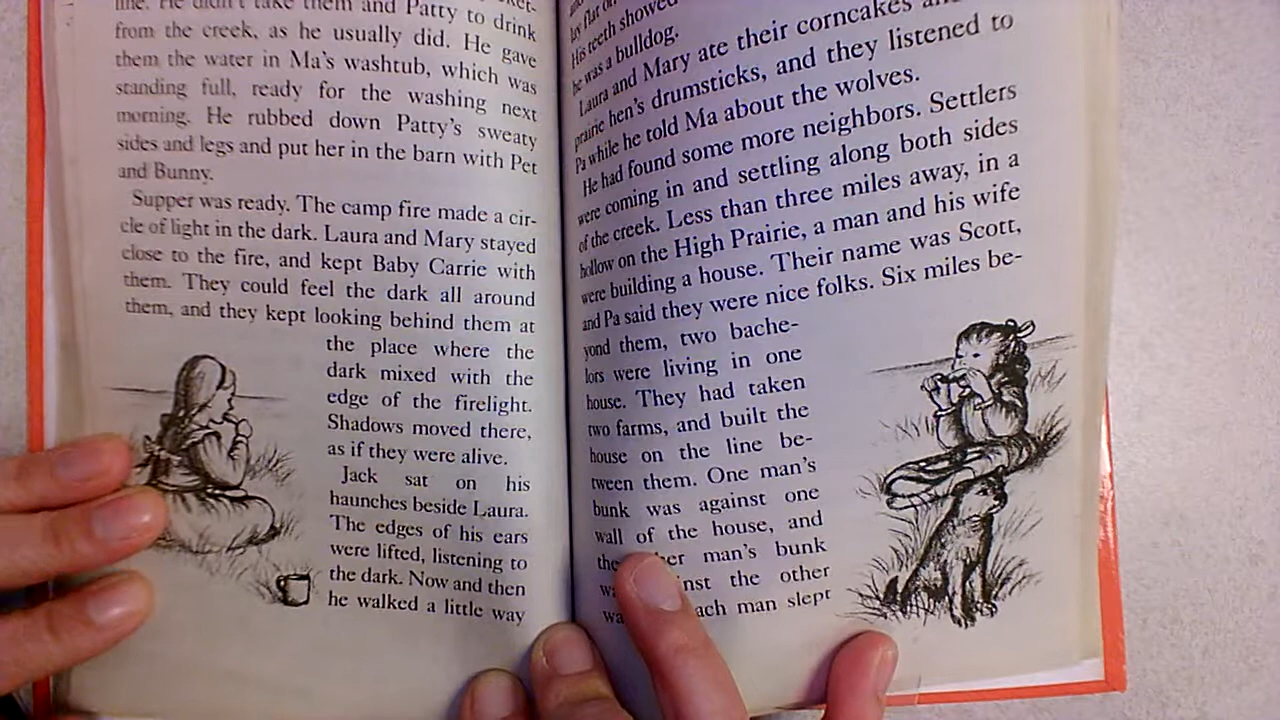 them and Patty to drink
from the creek, as he usually did. He gave
them the water in Ma's washtub, which was
standing full, ready for the washing next
morning. He rubbed down Patty's sweaty
sides and legs and put her in the barn with Pet
and Bunny.
Supper was ready. The camp fire made a cir-
cle of light in the dark. Laura and Mary stayed
close to the fire, and kept Baby Carrie with
them. They could feel the dark all around
them, and they kept looking behind them at
the place where the
dark mixed with the
edge of the firelight.
Shadows moved there,
as if they were alive.
Jack sat on his
haunches beside Laura.
The edges of his ears
were lifted, listening to
the dark. Now and then
he walked a little way
lay flat
His teeth showed
he was a bulldog.
Laura and Mary ate their corncakes
prairie hen's drumsticks, and they listened to
Pa while he told Ma about the wolves.
He had found some more neighbors. Settlers
were coming in and settling along both sides
of the creek. Less than three miles away, in a
hollow on the High Prairie, a man and his wife
were building a house. Their name was Scott,
and Pa said they were nice folks. Six miles be-
yond them, two bache-
lors were living in one
house. They had taken
two farms, and built the
house on the line be-
tween them. One man's
bunk was against one
wall of the house, and
man's bunk
the other
man slept